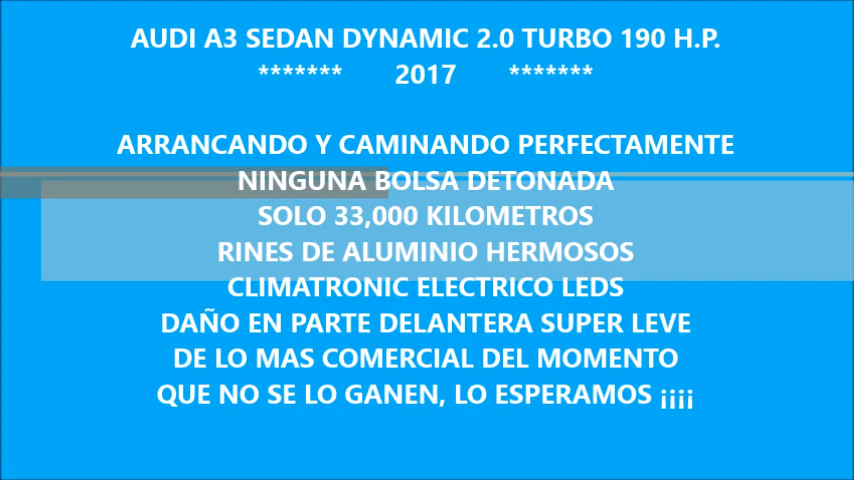 AUDI A3 SEDAN DYNAMIC 2.0 TURBO 190 H.P.
******* 2017 *******
ARRANCANDO Y CAMINANDO PERFECTAMENTE
NINGUNA BOLSA DETONADA
SOLO 33,000 KILOMETROS
RINES DE ALUMINIO HERMOSOS
CLIMATRONIC ELECTRICO LEDS
DAÑO EN PARTE DELANTERA SUPER LEVE
DE LO MAS COMERCIAL DEL MOMENTO
QUE NO SE LO GANEN, LO ESPERAMOS ¡¡¡¡